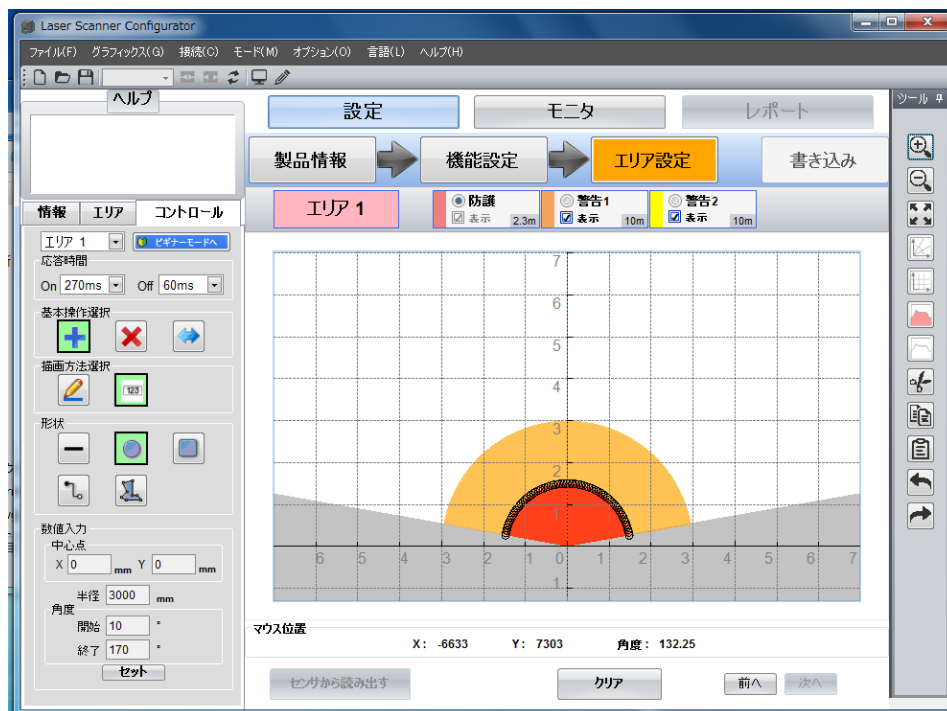 Laser Scanner Configurator
ファイル(F) グラフィックス(G) 接続(C) モード(M) オプション(O) 言語(L) ヘルプ(H)
ヘルプ
設定 モニタ レポート
ツール
製品情報 機能設定 エリア設定 書き込み
エリア 1
防護 表示 2.3m
警告1 表示 10m
警告2 表示 10m
情報 エリア コントロール
エリア 1 ビギナーモードへ
応答時間
On 270ms Off 60ms
基本操作選択
描画方法選択
123
形状
数値入力
中心点
X 0 mm Y 0 mm
半径 3000 mm
角度
開始 10 °
終了 170 °
セット
7
6
5
4
3
2
1
6 5 4 3 2 1 0 1 2 3 4 5 6 7
1
マウス位置
X: -6633 Y: 7303 角度: 132.25
センサから読み出す クリア 前へ 次へ